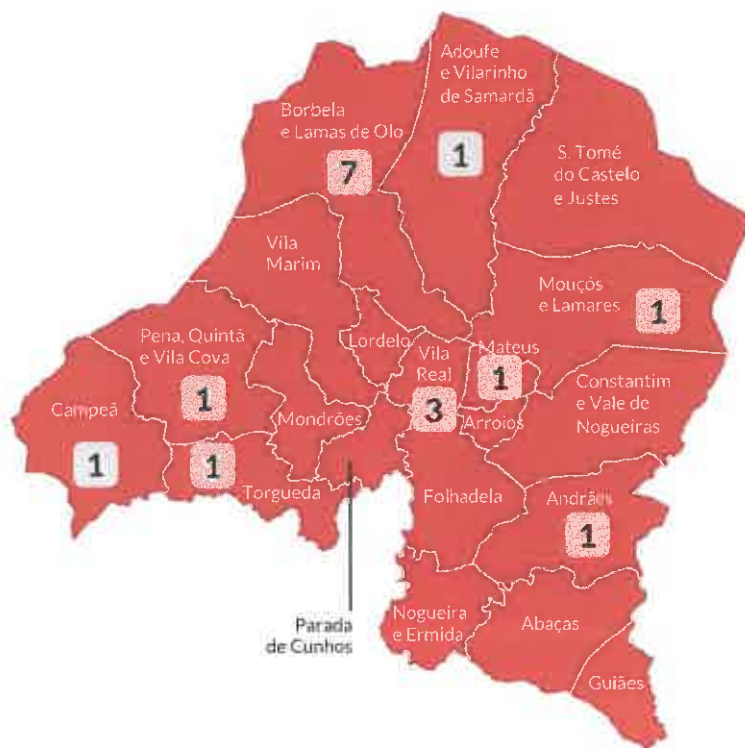 Adoufe
e Vilarinho
de Samardã
1
Borbela
e Lamas de Olo
7
S. Tomé
do Castelo
e Justes
Vila
Marim
Mouçós
e Lamares
1
Pena, Quintã
e Vila Cova
1
Lordelo
Vila
Real
3
Mateus
1
Constantim
e Vale de
Nogueiras
Campeã
1
Mondrões
Arroios
1
Torgueda
Folhadela
Andrães
1
Parada
de Cunhos
Nogueira
e Ermida
Abaças
Guiães